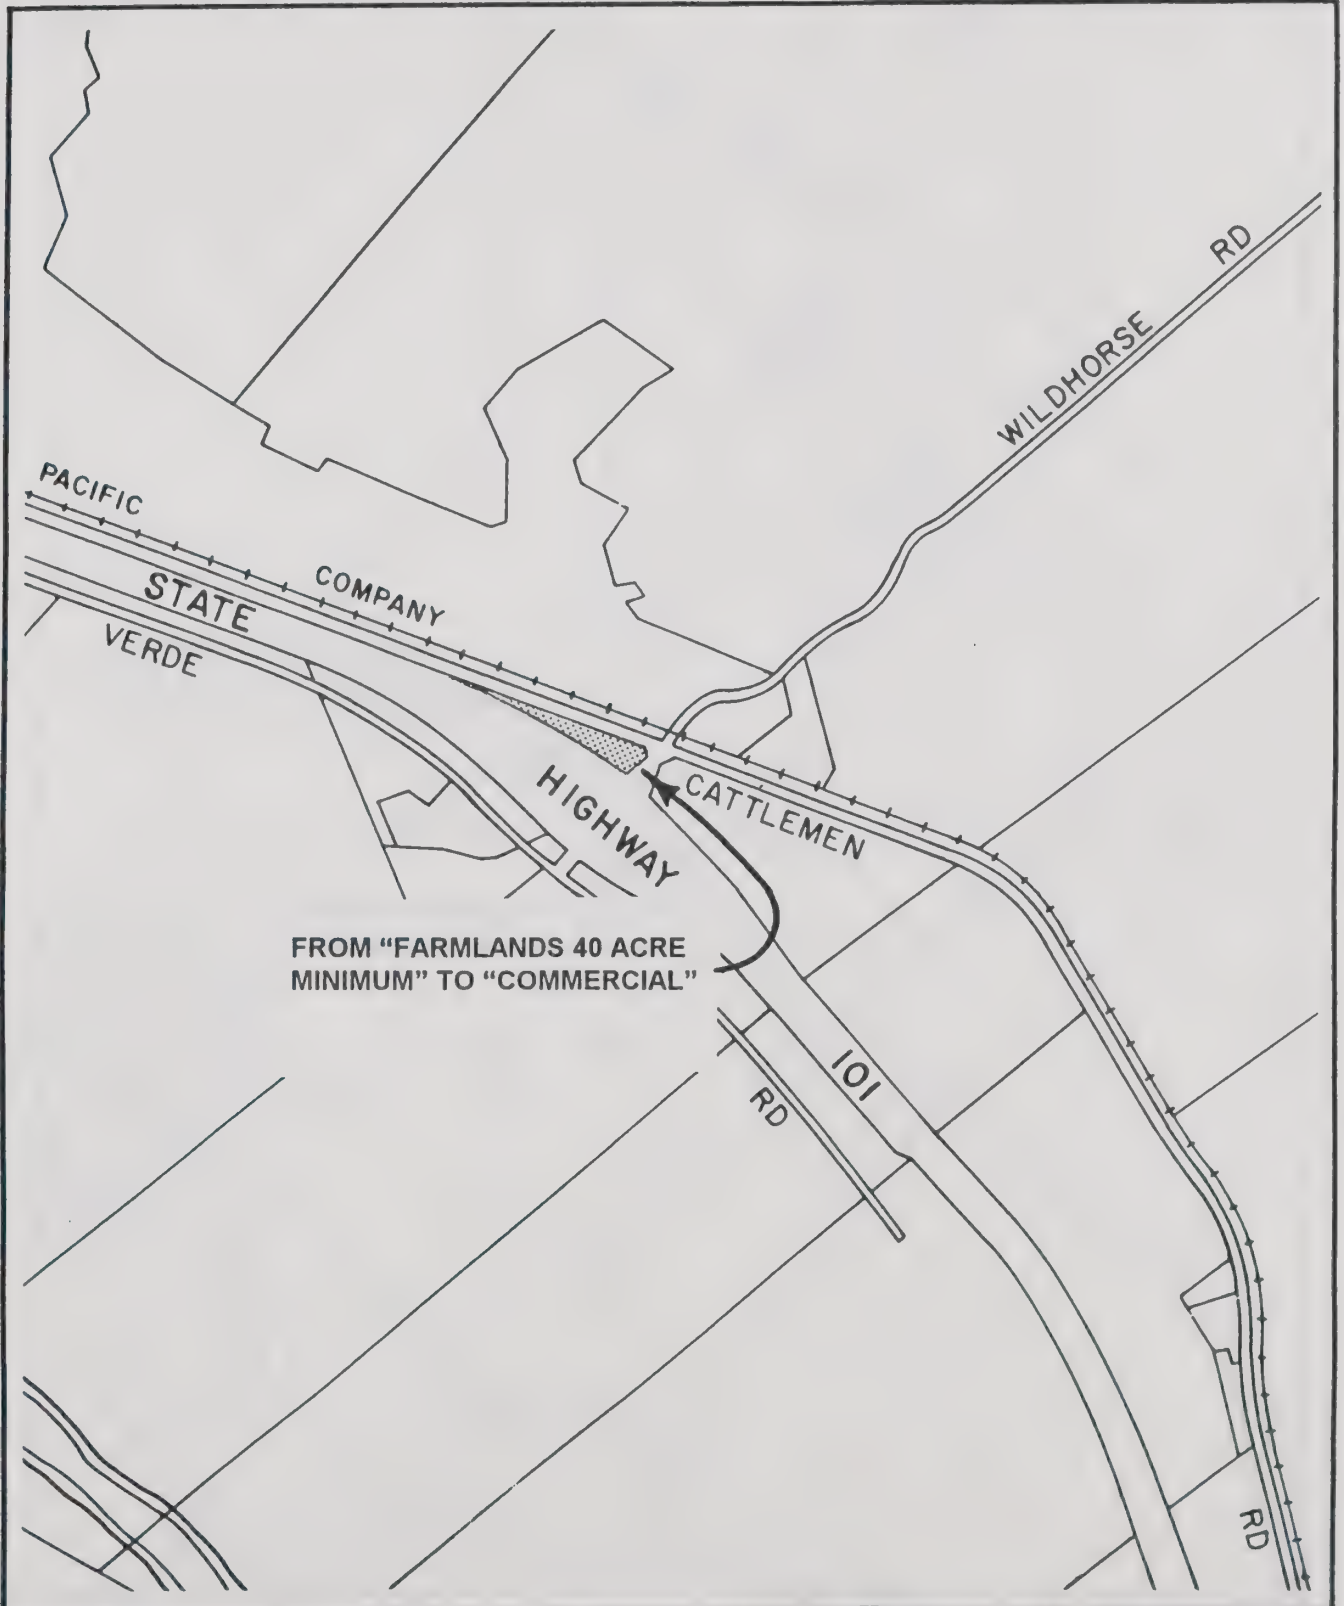 RD
WILDHORSE
PACIFIC
COMPANY
STATE
VERDE
HIGHWAY
CATTLEMEN
FROM “FARMLANDS 40 ACRE
MINIMUM” TO “COMMERCIAL”
101
RD
RD